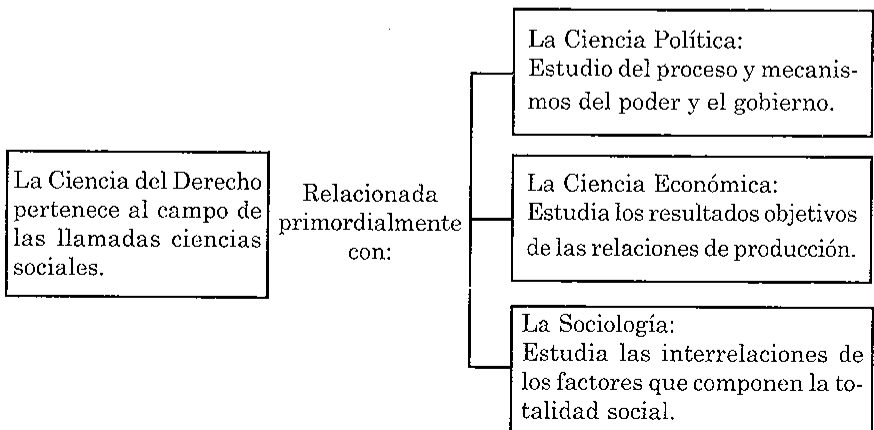 La Ciencia del Derecho
pertenece al campo de
las llamadas ciencias
sociales.
Relacionada
primordialmente
con:
La Ciencia Política:
Estudio del proceso y mecanis-
mos del poder y el gobierno.
La Ciencia Económica:
Estudia los resultados objetivos
de las relaciones de producción.
La Sociología:
Estudia las interrelaciones de
los factores que componen la to-
talidad social.